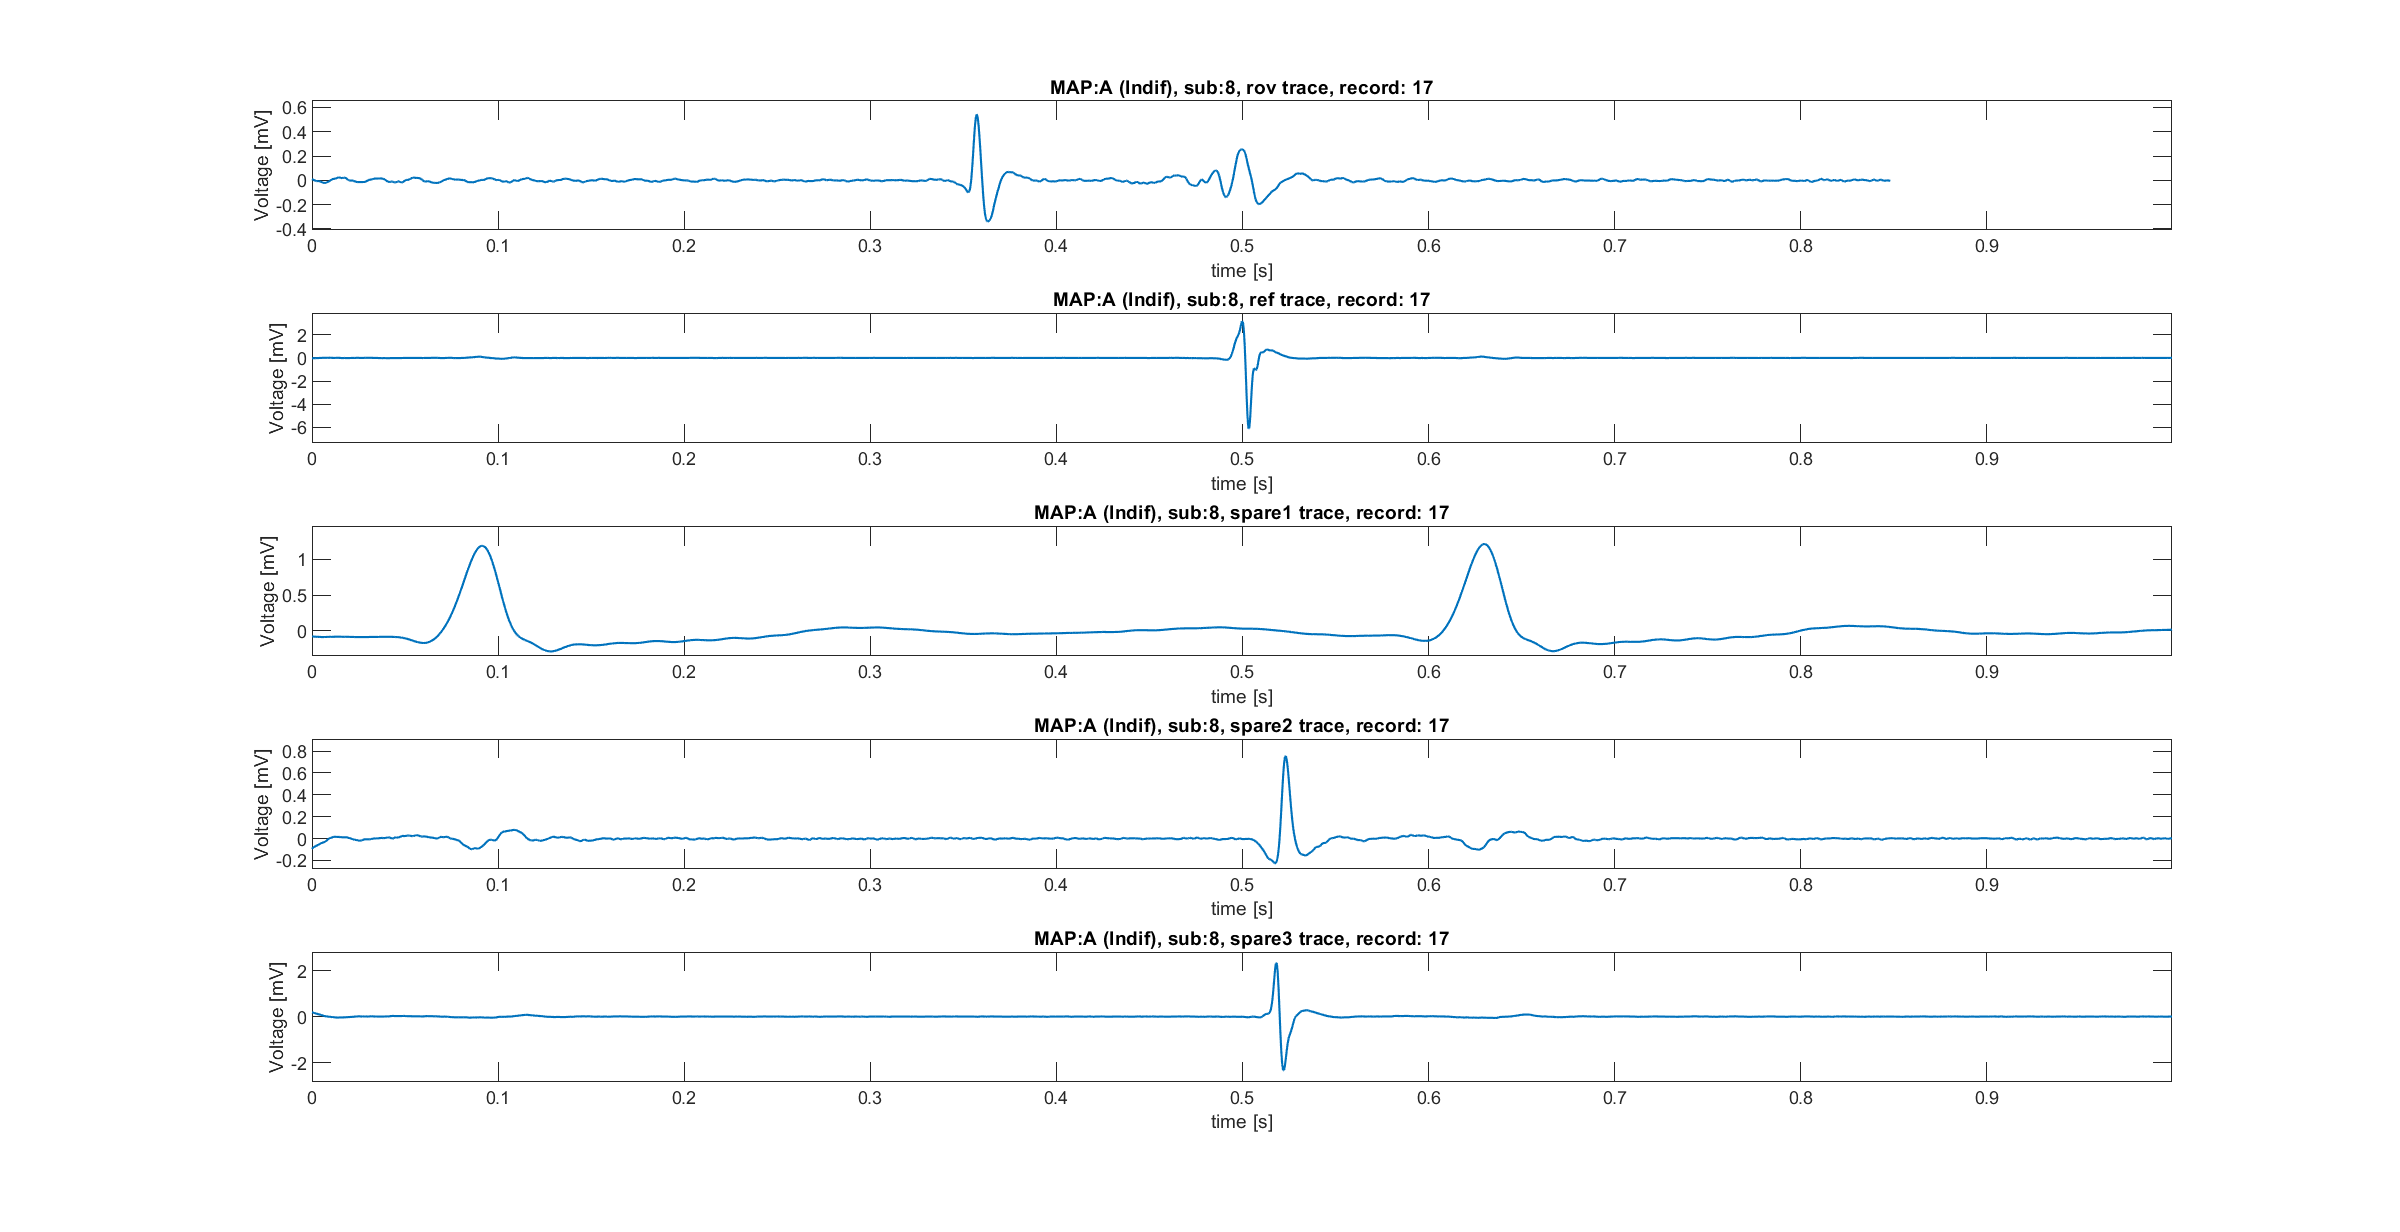 MAP:A (Indif), sub:8, rov trace, record: 17
Voltage [mV]
0.6
0.4
0.2
0
-0.2
-0.4
0 0.1 0.2 0.3 0.4 0.5 0.6 0.7 0.8 0.9
time [s]
MAP:A (Indif), sub:8, ref trace, record: 17
Voltage [mV]
2
0
-2
-4
-6
0 0.1 0.2 0.3 0.4 0.5 0.6 0.7 0.8 0.9
time [s]
MAP:A (Indif), sub:8, spare1 trace, record: 17
Voltage [mV]
1
0.5
0
0 0.1 0.2 0.3 0.4 0.5 0.6 0.7 0.8 0.9
time [s]
MAP:A (Indif), sub:8, spare2 trace, record: 17
Voltage [mV]
0.8
0.6
0.4
0.2
0
-0.2
0 0.1 0.2 0.3 0.4 0.5 0.6 0.7 0.8 0.9
time [s]
MAP:A (Indif), sub:8, spare3 trace, record: 17
Voltage [mV]
2
0
-2
0 0.1 0.2 0.3 0.4 0.5 0.6 0.7 0.8 0.9
time [s]